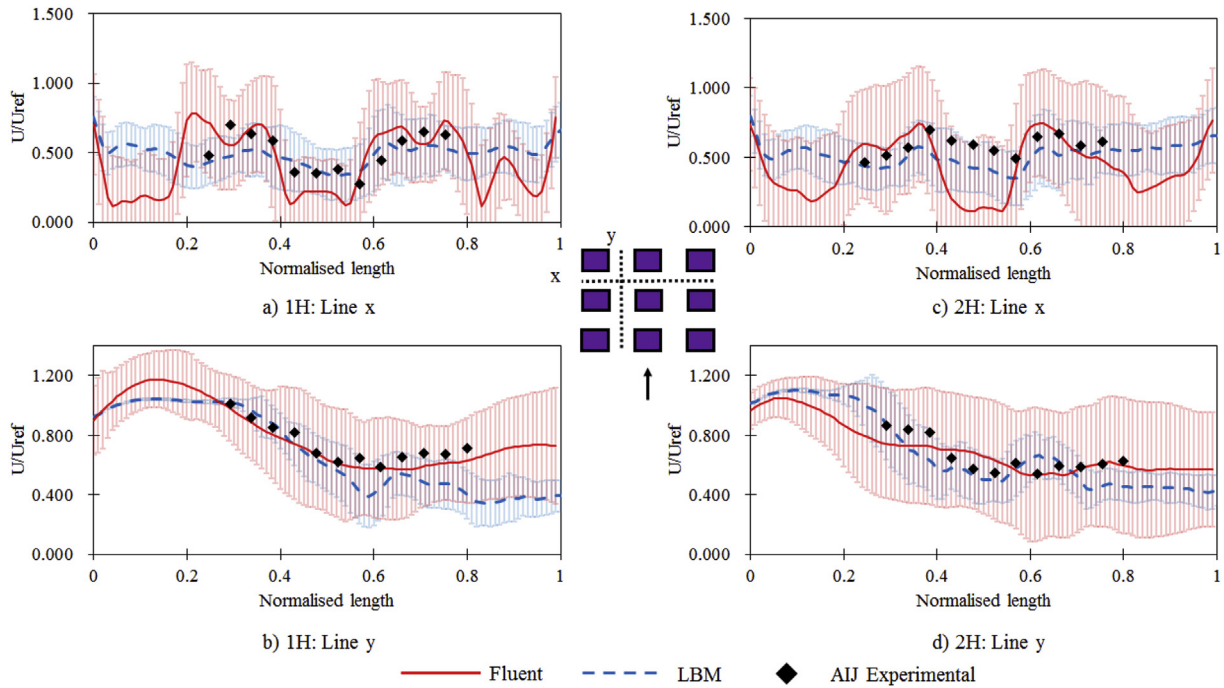 1.500
1.000
0.500
0.000
U/Uref
0 0.2 0.4 0.6 0.8 1
Normalised length
a) 1H: Line x
2.000
1.500
1.000
0.500
0.000
U/Uref
0 0.2 0.4 0.6 0.8 1
Normalised length
c) 2H: Line x
y
x
1.200
0.800
0.400
0.000
U/Uref
0 0.2 0.4 0.6 0.8 1
Normalised length
b) 1H: Line y
1.200
0.800
0.400
0.000
U/Uref
0 0.2 0.4 0.6 0.8 1
Normalised length
d) 2H: Line y
Fluent LBM AIJ Experimental